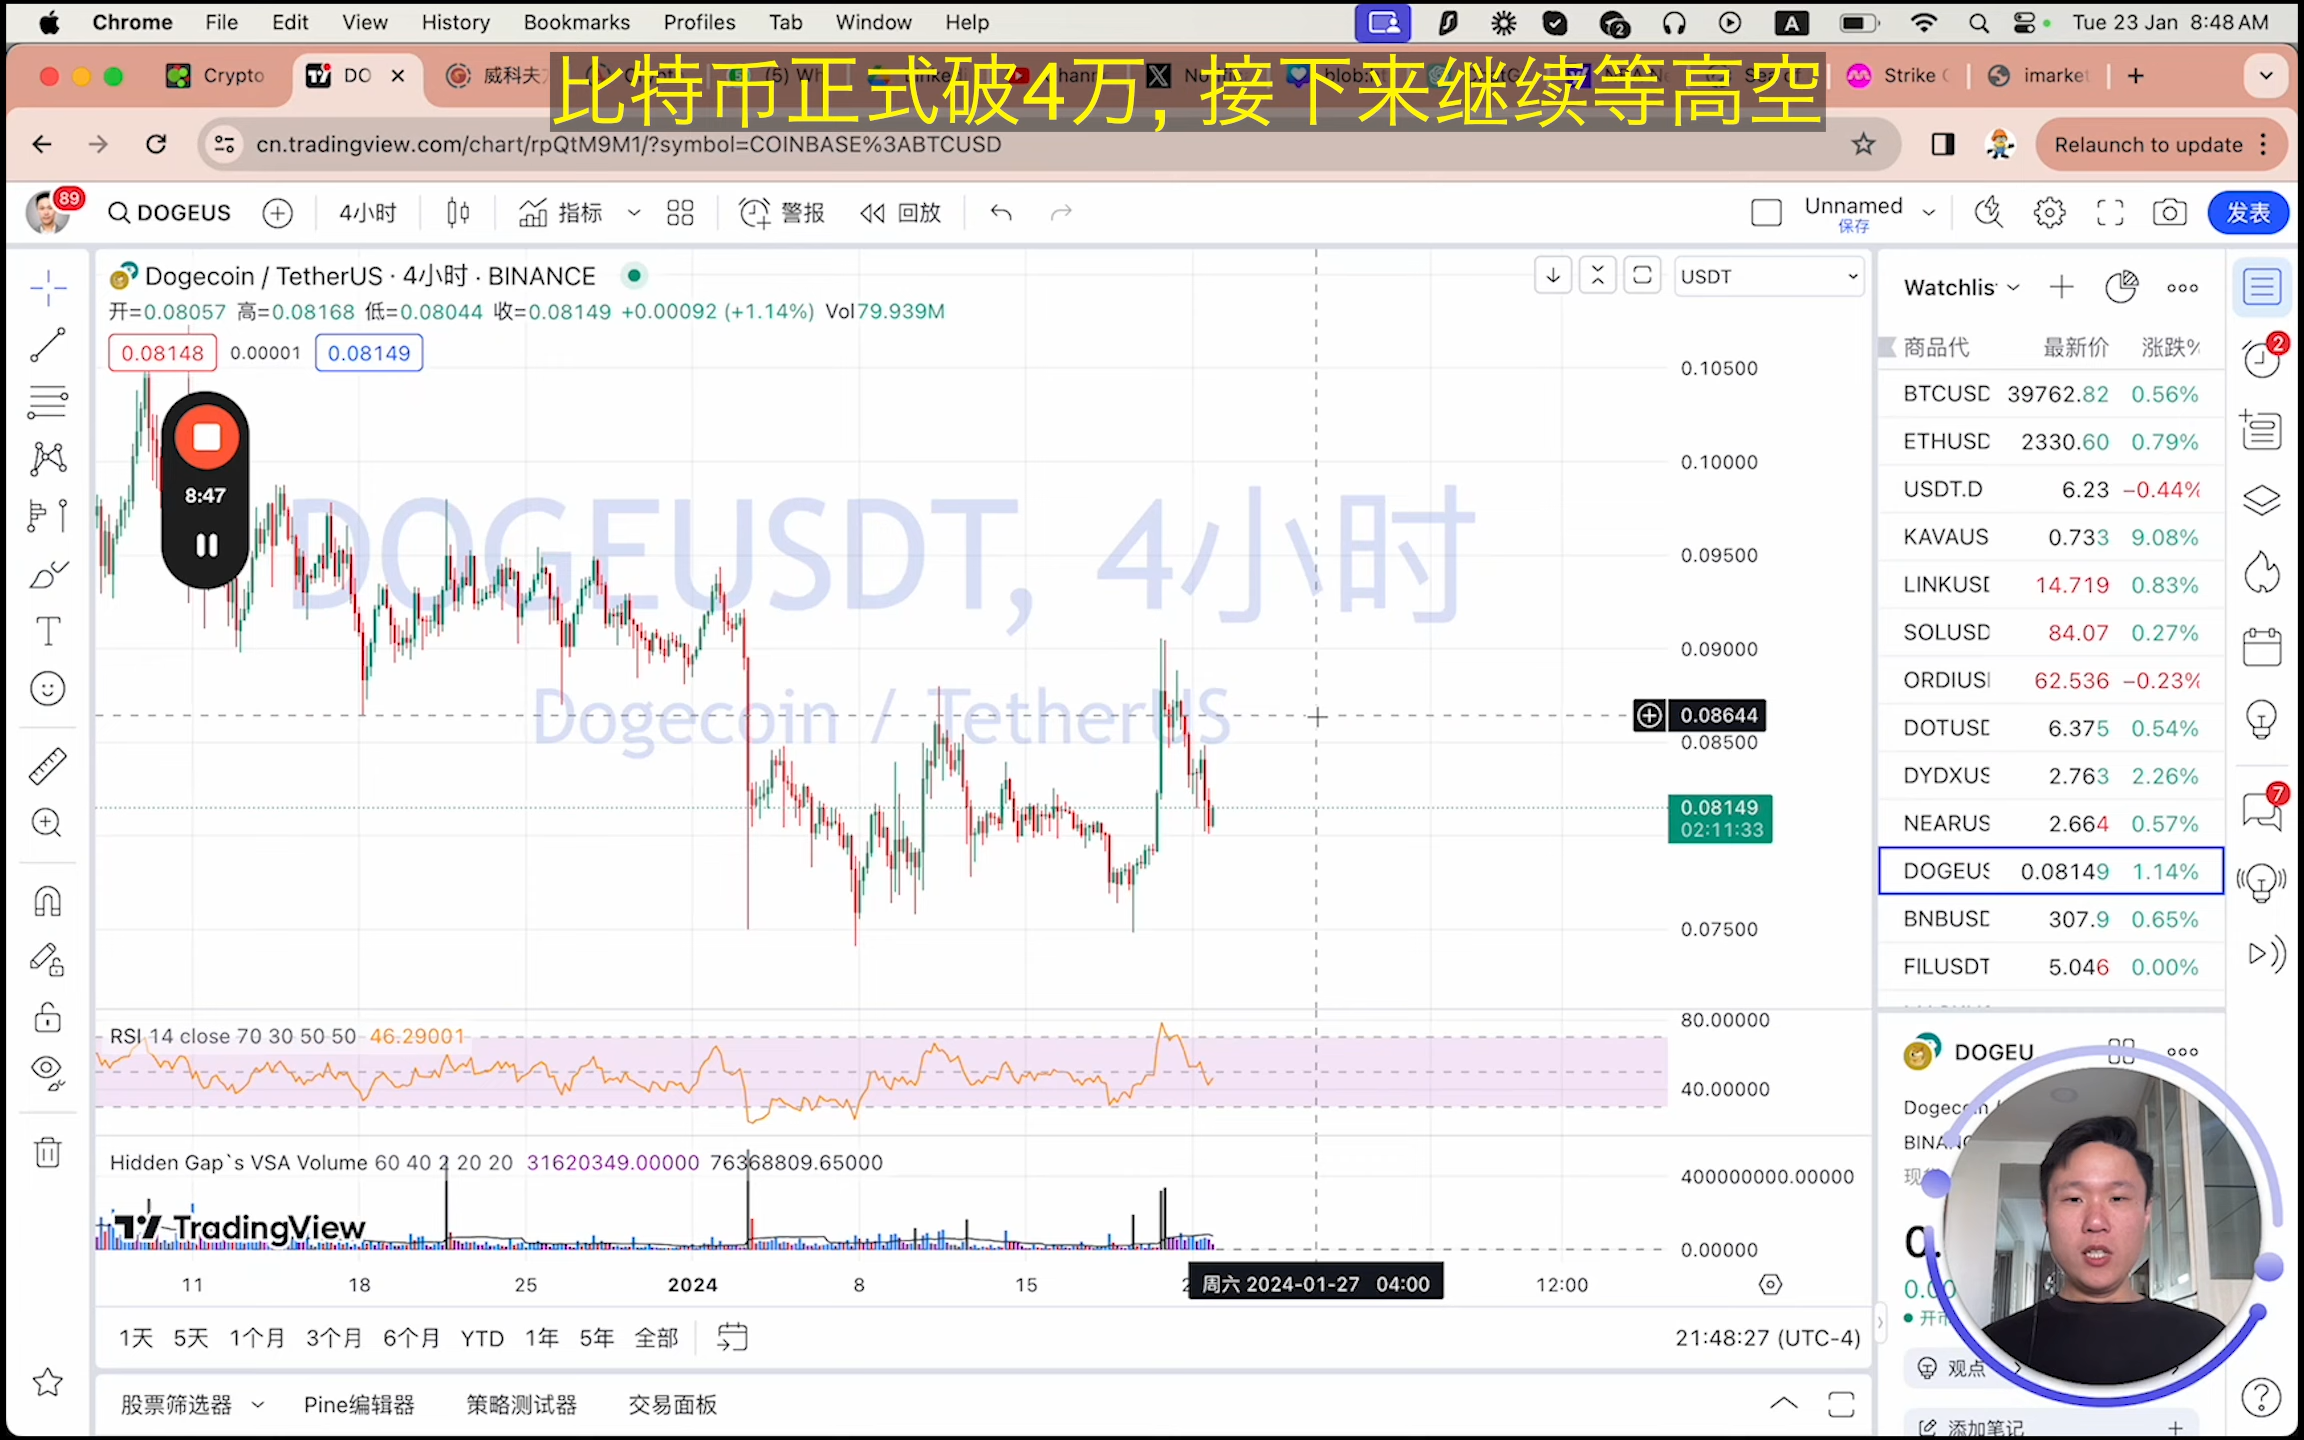 Chrome File Edit View History Bookmarks Profiles Tab Window Help 2 A Tue 23 Jan 8:48 AM
Crypto DO 威科夫 Strike imarket
比特币正式破4万, 接下来继续等高空
cn.tradingview.com/chart/rpQtM9M1/?symbol=COINBASE%3ABTCUSD Relaunch to update
89 DOGEUS 4小时 指标 警报 回放 Unnamed 发表
保存
Dogecoin / TetherUS · 4小时 · BINANCE USDT
开=0.08057 高=0.08168 低=0.08044 收=0.08149 +0.00092 (+1.14%) Vol79.939M
0.08148 0.00001 0.08149
8:47
DOGEUSDT, 4小时
Dogecoin / TetherUS
0.10500
0.10000
0.09500
0.09000
0.08644
0.08500
0.08149
02:11:33
0.07500
RSI 14 close 70 30 50 50 46.29001
80.00000
40.00000
Hidden Gap`s VSA Volume 60 40 2 20 20 31620349.00000 76368809.65000
400000000.00000
0.00000
TradingView
11 18 25 2024 8 15 周六 2024-01-27 04:00 12:00
1天 5天 1个月 3个月 6个月 YTD 1年 5年 全部 21:48:27 (UTC-4)
股票筛选器 Pine编辑器 策略测试器 交易面板
Watchlis
商品代 最新价 涨跌%
BTCUSD 39762.82 0.56%
ETHUSD 2330.60 0.79%
USDT.D 6.23 −0.44%
KAVAUS 0.733 9.08%
LINKUSD 14.719 0.83%
SOLUSD 84.07 0.27%
ORDIUS 62.536 −0.23%
DOTUSD 6.375 0.54%
DYDXUS 2.763 2.26%
NEARUS 2.664 0.57%
DOGEUS 0.08149 1.14%
BNBUSD 307.9 0.65%
FILUSDT 5.046 0.00%
DOGEU
观点
添加笔记
2
7